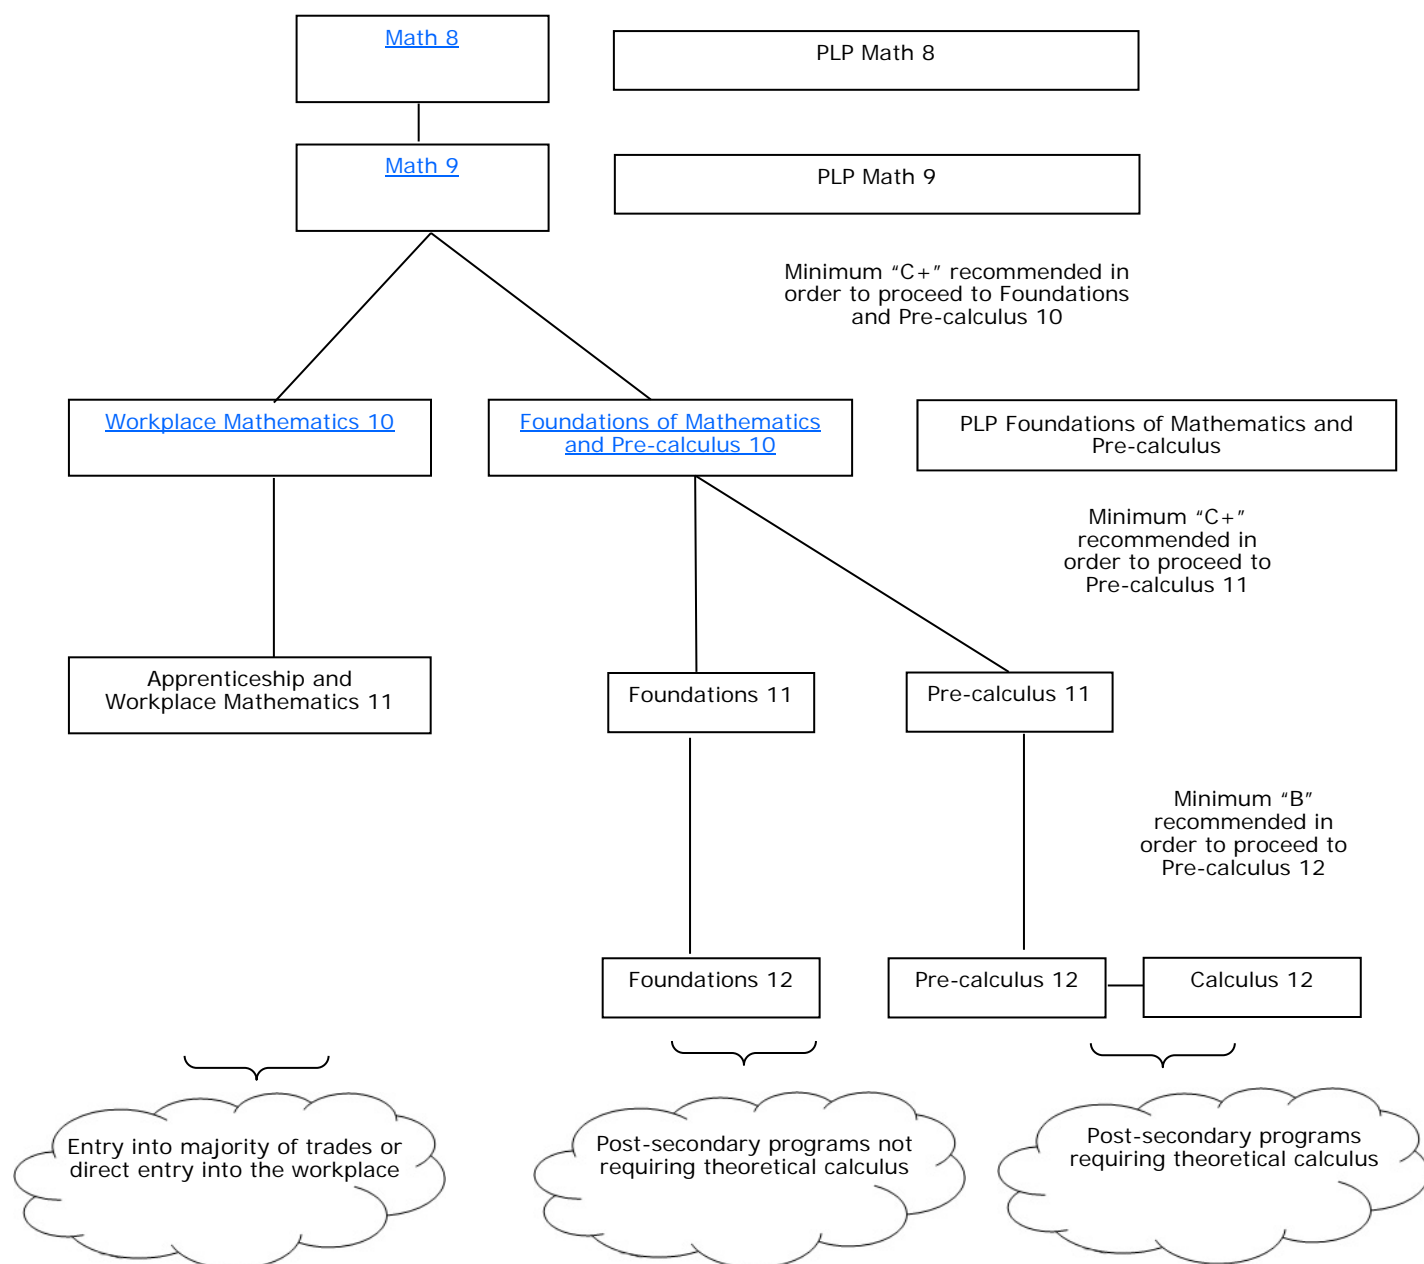 Math 8
PLP Math 8
Math 9
PLP Math 9
Minimum “C+” recommended in
order to proceed to Foundations
and Pre-calculus 10
Workplace Mathematics 10
Foundations of Mathematics
and Pre-calculus 10
PLP Foundations of Mathematics and
Pre-calculus
Minimum “C+”
recommended in
order to proceed to
Pre-calculus 11
Apprenticeship and
Workplace Mathematics 11
Foundations 11
Pre-calculus 11
Minimum “B”
recommended in
order to proceed to
Pre-calculus 12
Foundations 12
Pre-calculus 12
Calculus 12
Entry into majority of trades or
direct entry into the workplace
Post-secondary programs not
requiring theoretical calculus
Post-secondary programs
requiring theoretical calculus